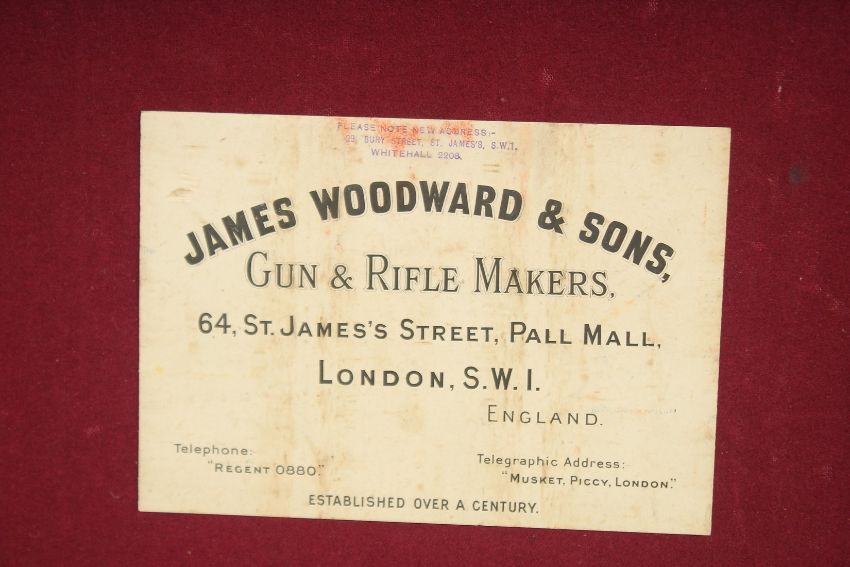 PLEASE NOTE NEW ADDRESS:-
29, BURY STREET, ST. JAMES'S, S.W.1.
WHITEHALL 2208.
JAMES WOODWARD & SONS,
GUN & RIFLE MAKERS,
64, ST. JAMES'S STREET, PALL MALL,
LONDON, S.W.1.
ENGLAND.
Telephone:
"REGENT 0880."
Telegraphic Address:
"MUSKET, PICCY, LONDON."
ESTABLISHED OVER A CENTURY.